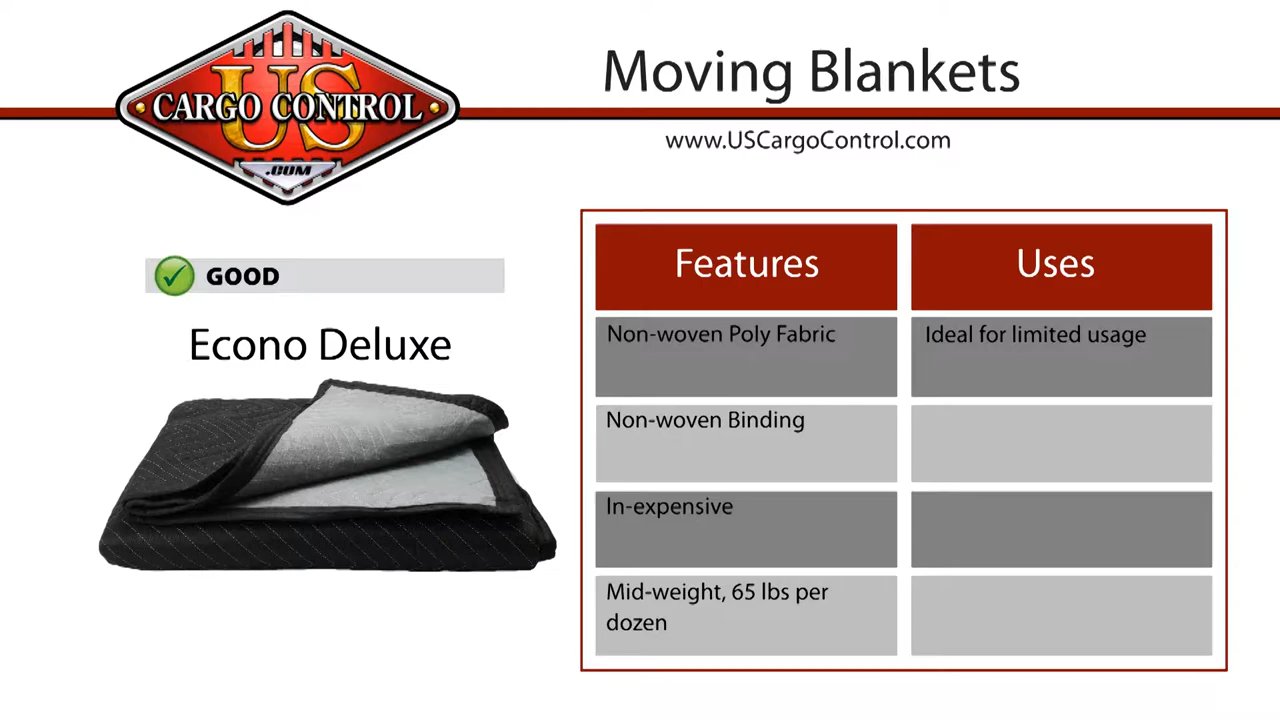 US
CARGO CONTROL
.COM
Moving Blankets
www.USCargoControl.com
GOOD
Econo Deluxe
Features
Uses
Non-woven Poly Fabric
Ideal for limited usage
Non-woven Binding
In-expensive
Mid-weight, 65 lbs per
dozen